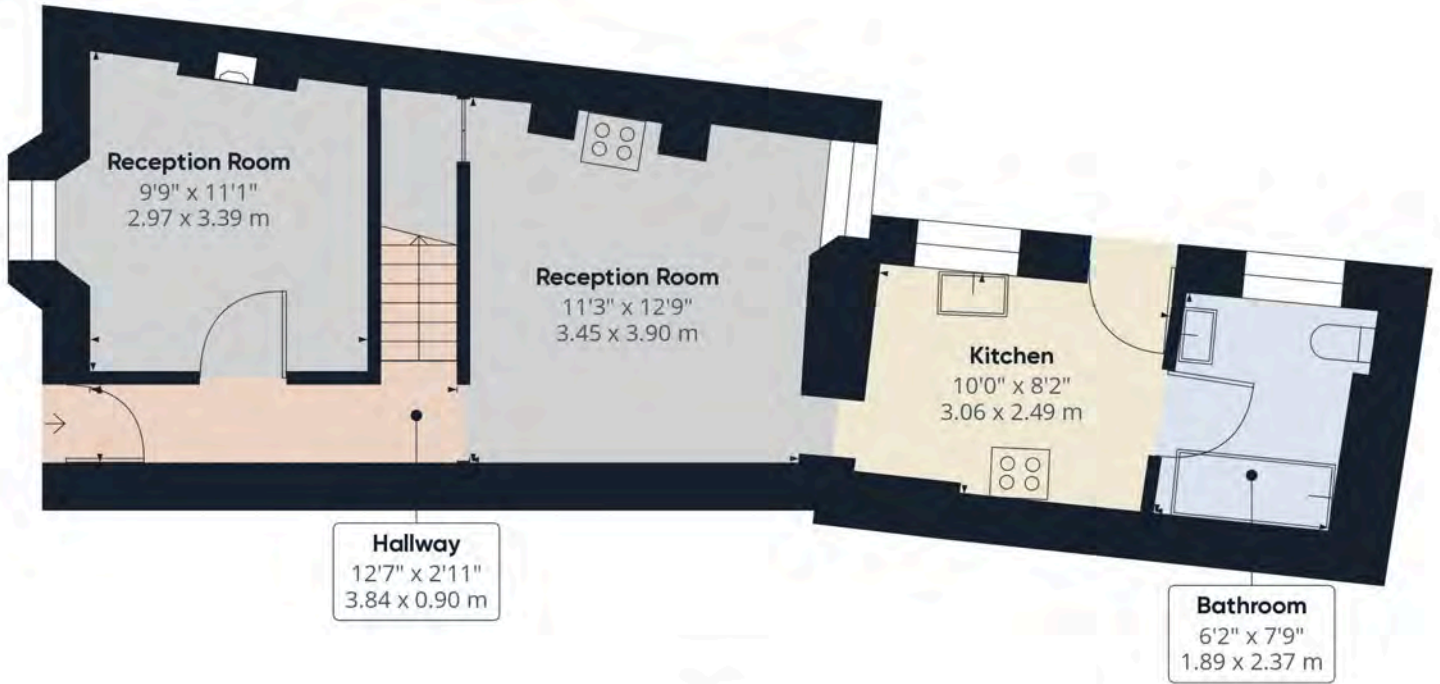 Reception Room
9'9" x 11'1"
2.97 x 3.39 m
Reception Room
11'3" x 12'9"
3.45 x 3.90 m
Kitchen
10'0" x 8'2"
3.06 x 2.49 m
Hallway
12'7" x 2'11"
3.84 x 0.90 m
Bathroom
6'2" x 7'9"
1.89 x 2.37 m